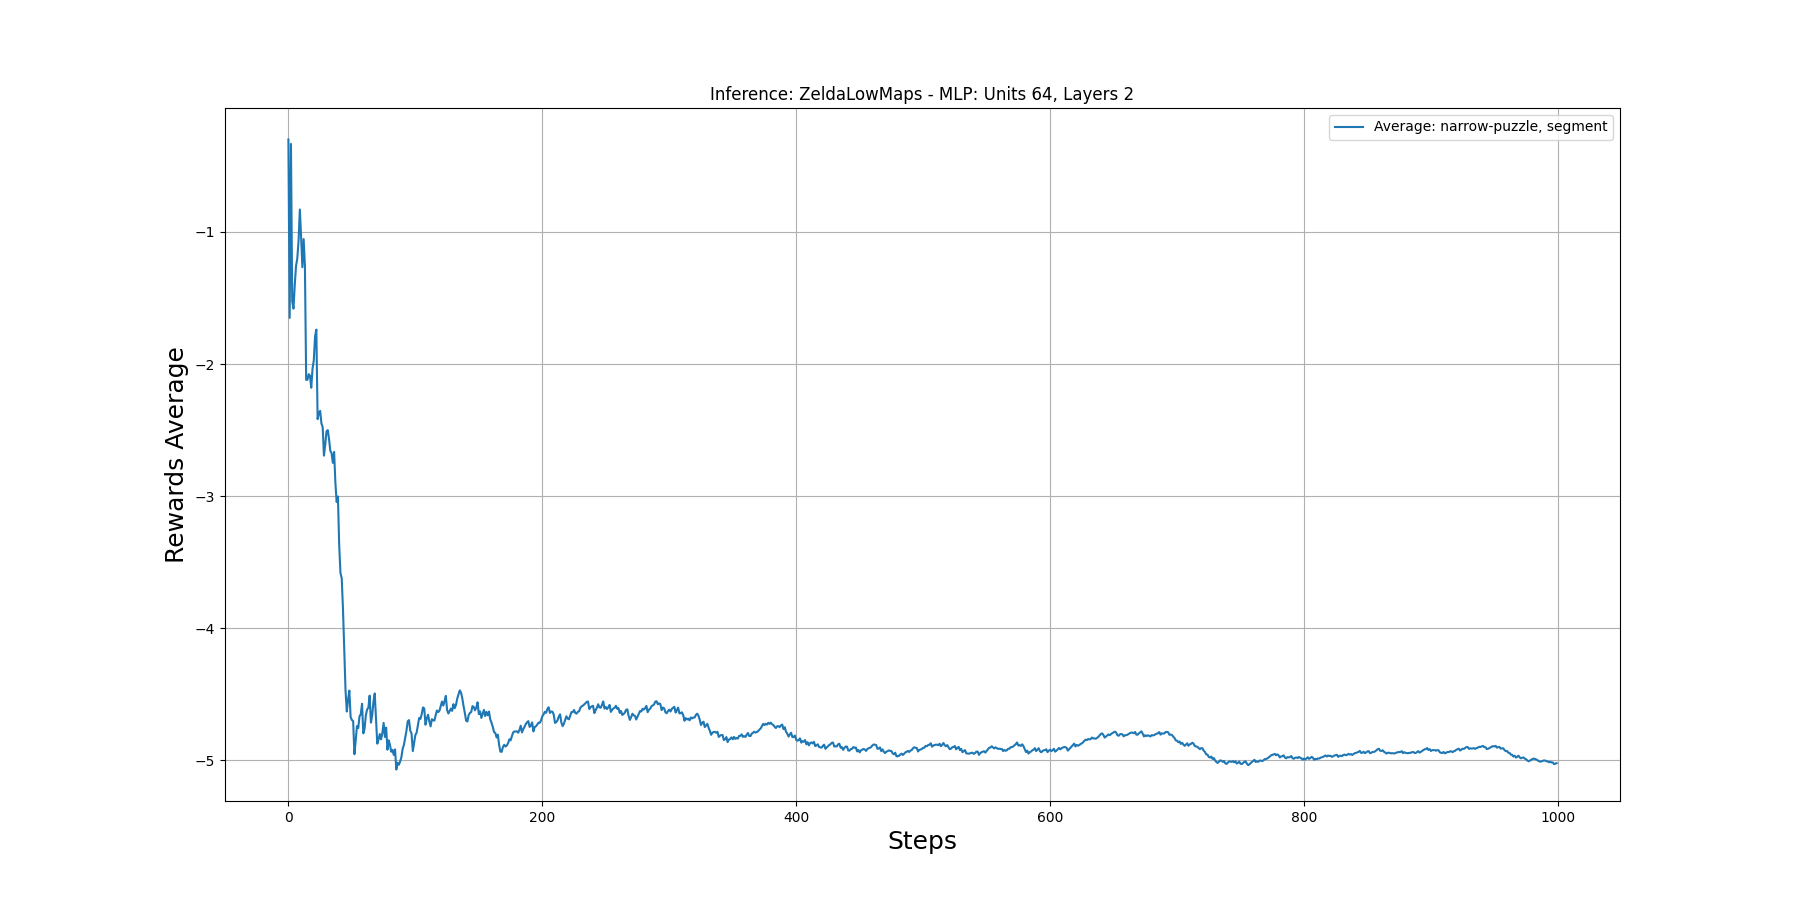 Inference: ZeldaLowMaps - MLP: Units 64, Layers 2
Average: narrow-puzzle, segment
Rewards Average
−1
−2
−3
−4
−5
0 200 400 600 800 1000
Steps